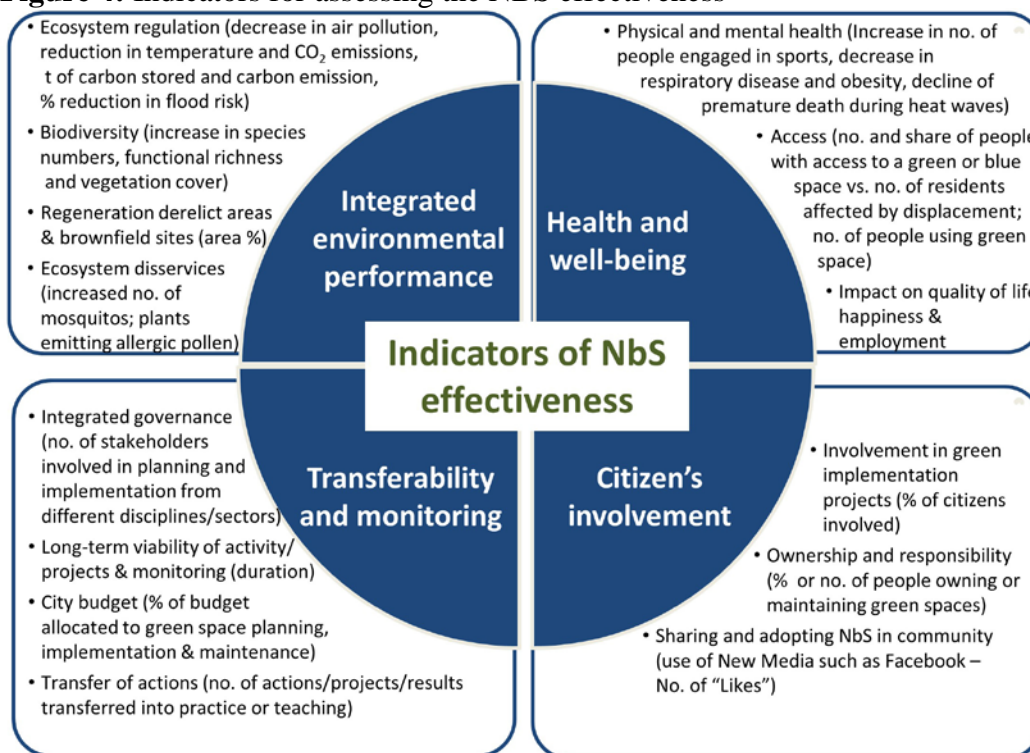 Figure 4. Indicators for assessing the NBS effectiveness
• Ecosystem regulation (decrease in air pollution,
reduction in temperature and CO₂ emissions,
t of carbon stored and carbon emission,
% reduction in flood risk)
• Biodiversity (increase in species
numbers, functional richness
and vegetation cover)
• Regeneration derelict areas
& brownfield sites (area %)
• Ecosystem disservices
(increased no. of
mosquitos; plants
emitting allergic pollen)
Integrated
environmental
performance
• Physical and mental health (Increase in no. of
people engaged in sports, decrease in
respiratory disease and obesity, decline of
premature death during heat waves)
• Access (no. and share of people
with access to a green or blue
space vs. no. of residents
affected by displacement;
no. of people using green
space)
• Impact on quality of life
happiness &
employment
Health and
well-being
Indicators of NbS
effectiveness
• Integrated governance
(no. of stakeholders
involved in planning and
implementation from
different disciplines/sectors)
• Long-term viability of activity/
projects & monitoring (duration)
• City budget (% of budget
allocated to green space planning,
implementation & maintenance)
• Transfer of actions (no. of actions/projects/results
transferred into practice or teaching)
Transferability
and monitoring
Citizen's
involvement
• Involvement in green
implementation
projects (% of citizens
involved)
• Ownership and responsibility
(% or no. of people owning or
maintaining green spaces)
• Sharing and adopting NbS in community
(use of New Media such as Facebook –
No. of "Likes")